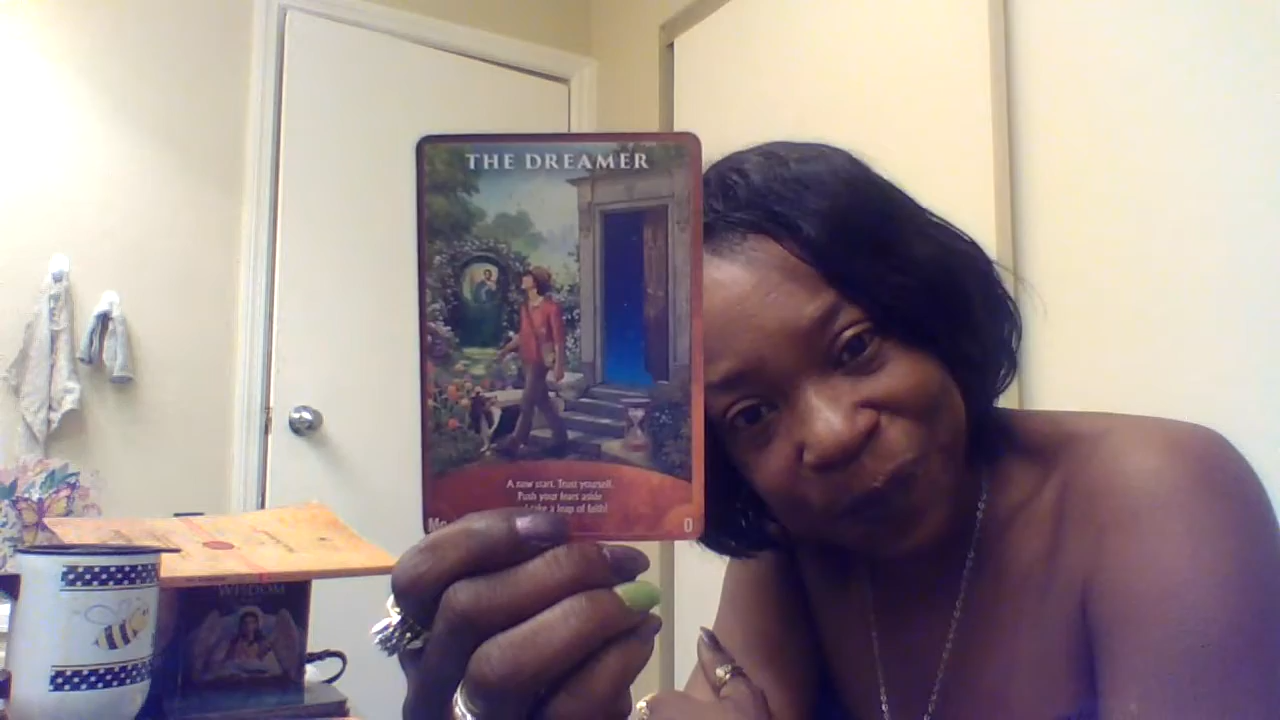 THE DREAMER
A new start. Trust yourself.
Push your fears aside
take a leap of faith!
0
WISDOM